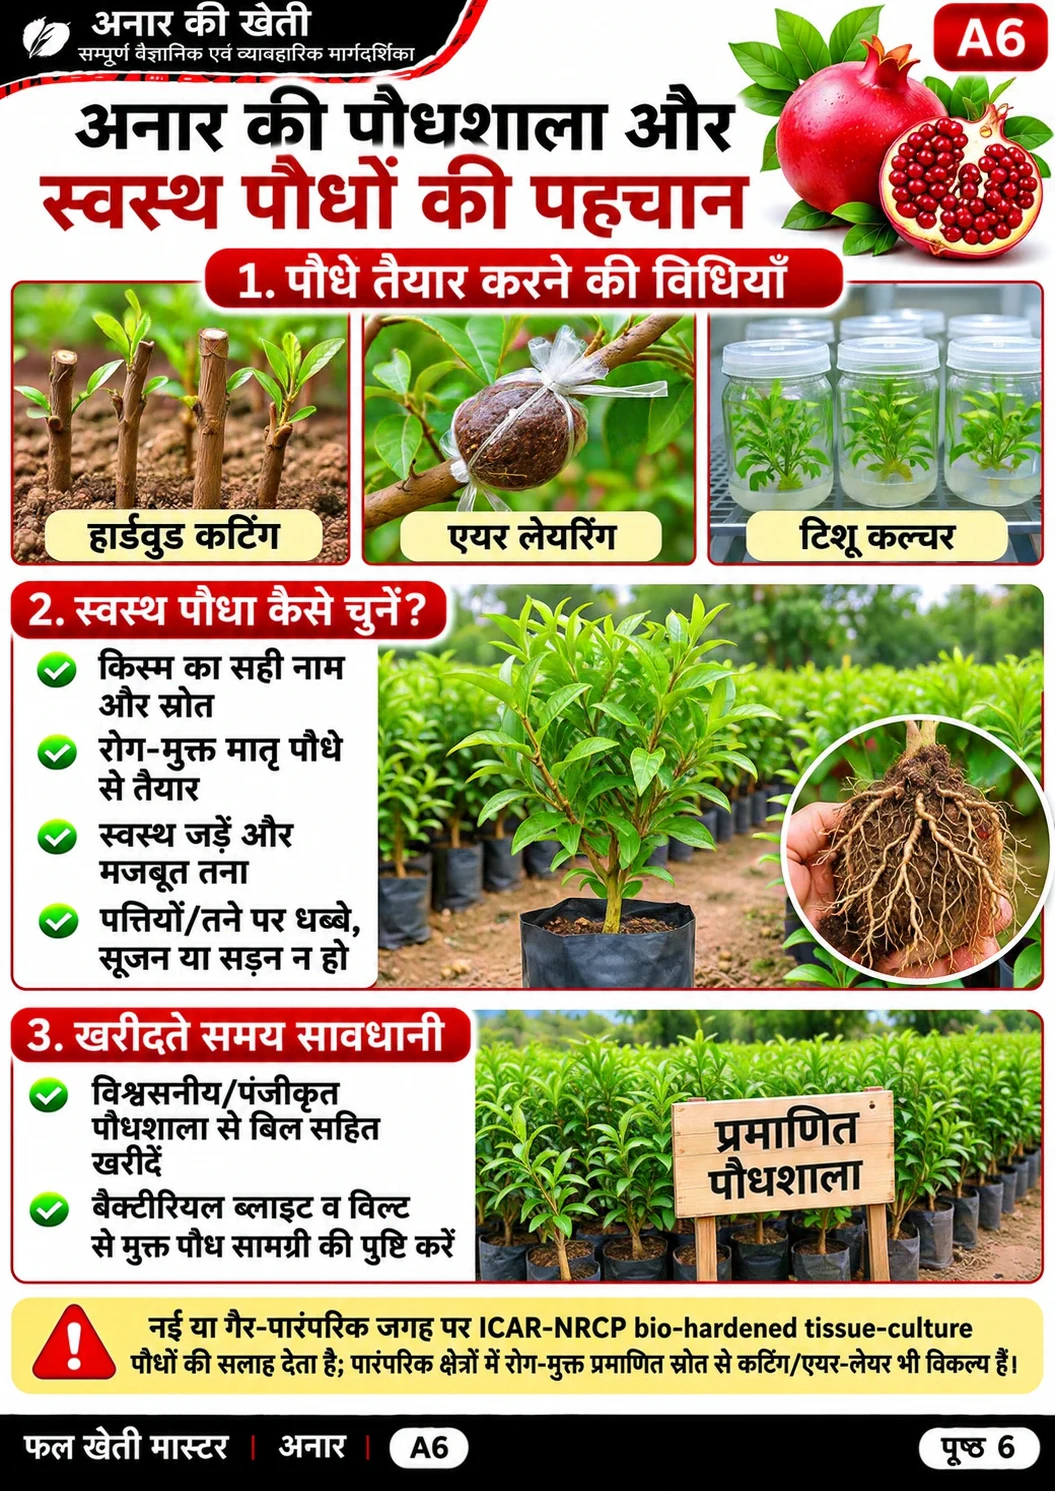 अनार की खेती
सम्पूर्ण वैज्ञानिक एवं व्यावहारिक मार्गदर्शिका
A6
अनार की पौधशाला और
स्वस्थ पौधों की पहचान
1. पौधे तैयार करने की विधियाँ
हार्डवुड कटिंग
एयर लेयरिंग
टिशू कल्चर
2. स्वस्थ पौधा कैसे चुनें?
किस्म का सही नाम
और स्रोत
रोग-मुक्त मातृ पौधे
से तैयार
स्वस्थ जड़ें और
मजबूत तना
पत्तियों/तने पर धब्बे,
सूजन या सड़न न हो
3. खरीदते समय सावधानी
विश्वसनीय/पंजीकृत
पौधशाला से बिल सहित
खरीदें
बैक्टीरियल ब्लाइट व विल्ट
से मुक्त पौध सामग्री की पुष्टि करें
प्रमाणित
पौधशाला
नई या गैर-पारंपरिक जगह पर ICAR-NRCP bio-hardened tissue-culture
पौधों की सलाह देता है; पारंपरिक क्षेत्रों में रोग-मुक्त प्रमाणित स्रोत से कटिंग/एयर-लेयर भी विकल्प हैं।
फल खेती मास्टर | अनार | A6
पृष्ठ 6